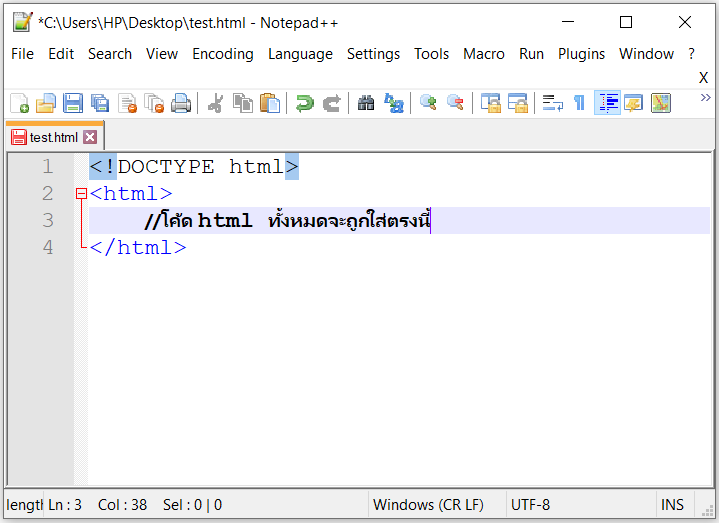 *C:\Users\HP\Desktop\test.html - Notepad++
File Edit Search View Encoding Language Settings Tools Macro Run Plugins Window ?
X
test.html
1 <!DOCTYPE html>
2 <html>
3 //โค้ด html ทั้งหมดจะถูกใส่ตรงนี้
4 </html>
lengt Ln : 3 Col : 38 Sel : 0 | 0 Windows (CR LF) UTF-8 INS